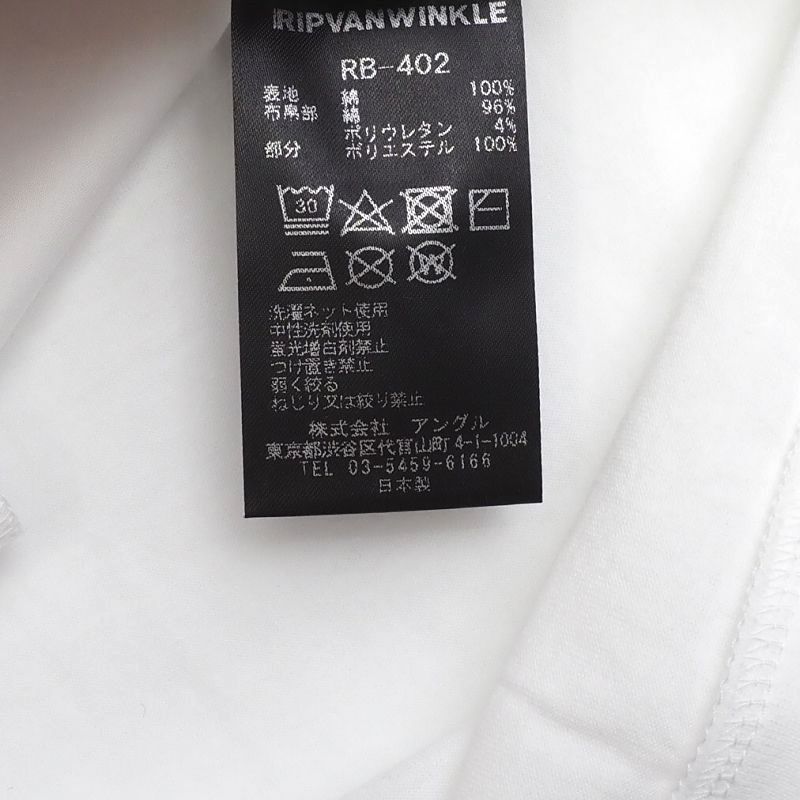 RIPVANWINKLE
RB-402
表地 綿 100%
布帛部 綿 96%
ポリウレタン 4%
部分 ポリエステル 100%
30
W
洗濯ネット使用
中性洗剤使用
蛍光増白剤禁止
つけ置き禁止
弱く絞る
ねじり又は絞り禁止
株式会社 アングル
東京都渋谷区代官山町4-1-1004
TEL 03-5459-6166
日本製